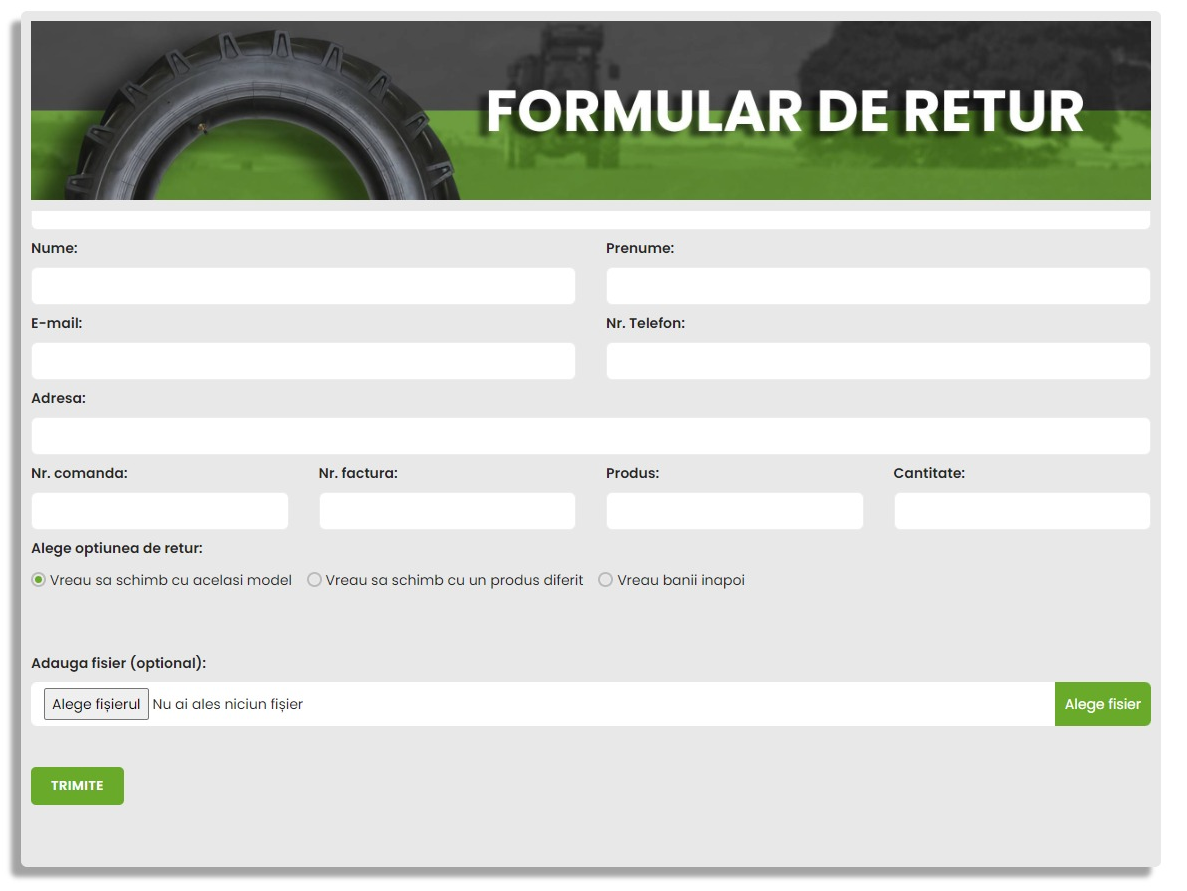 FORMULAR DE RETUR
Nume: Prenume:
E-mail: Nr. Telefon:
Adresa:
Nr. comanda: Nr. factura: Produs: Cantitate:
Alege optiunea de retur:
Vreau sa schimb cu acelasi model Vreau sa schimb cu un produs diferit Vreau banii inapoi
Adauga fisier (optional):
Alege fișierul Nu ai ales niciun fișier Alege fisier
TRIMITE